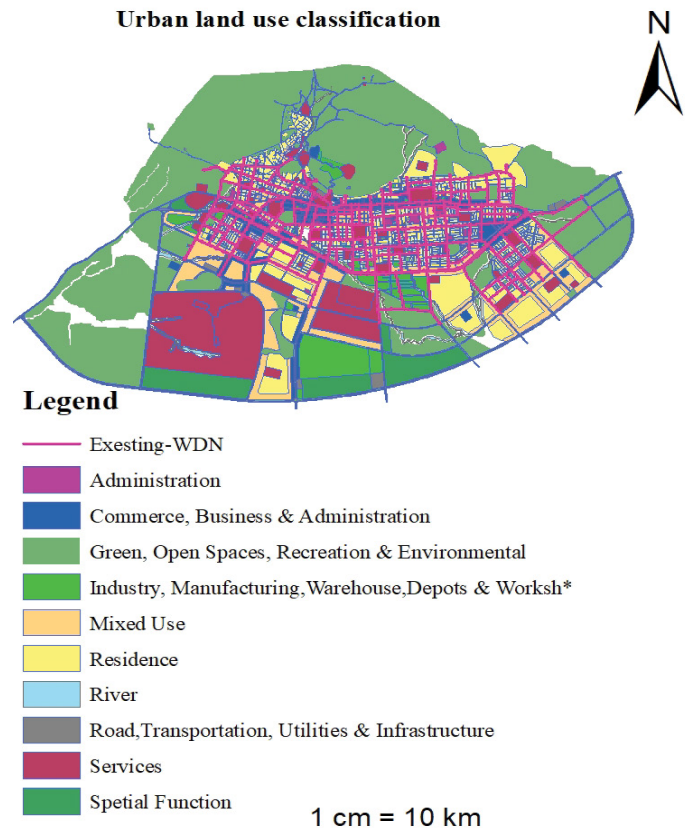 Urban land use classification
N
Legend
Exesting-WDN
Administration
Commerce, Business & Administration
Green, Open Spaces, Recreation & Environmental
Industry, Manufacturing,Warehouse,Depots & Worksh*
Mixed Use
Residence
River
Road,Transportation, Utilities & Infrastructure
Services
Spetial Function
1 cm = 10 km